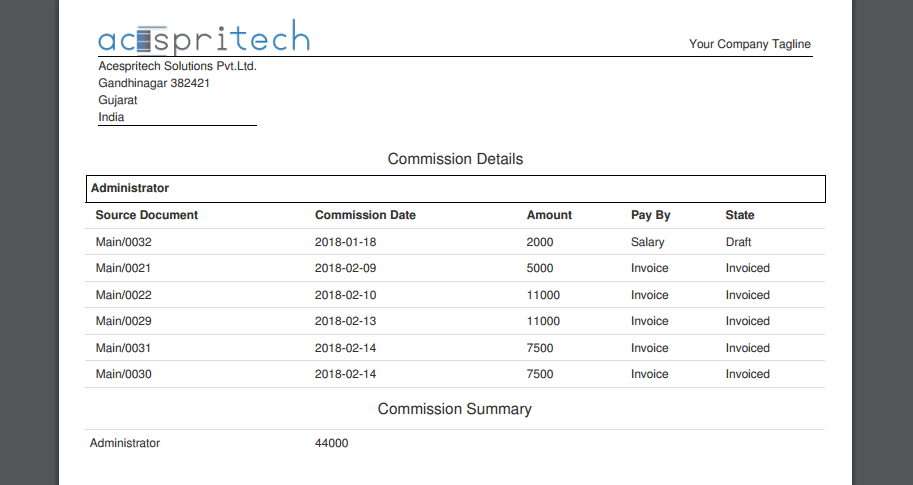 acespritech
Your Company Tagline
Acespritech Solutions Pvt.Ltd.
Gandhinagar 382421
Gujarat
India
Commission Details
Administrator
Source Document Commission Date Amount Pay By State
Main/0032 2018-01-18 2000 Salary Draft
Main/0021 2018-02-09 5000 Invoice Invoiced
Main/0022 2018-02-10 11000 Invoice Invoiced
Main/0029 2018-02-13 11000 Invoice Invoiced
Main/0031 2018-02-14 7500 Invoice Invoiced
Main/0030 2018-02-14 7500 Invoice Invoiced
Commission Summary
Administrator 44000